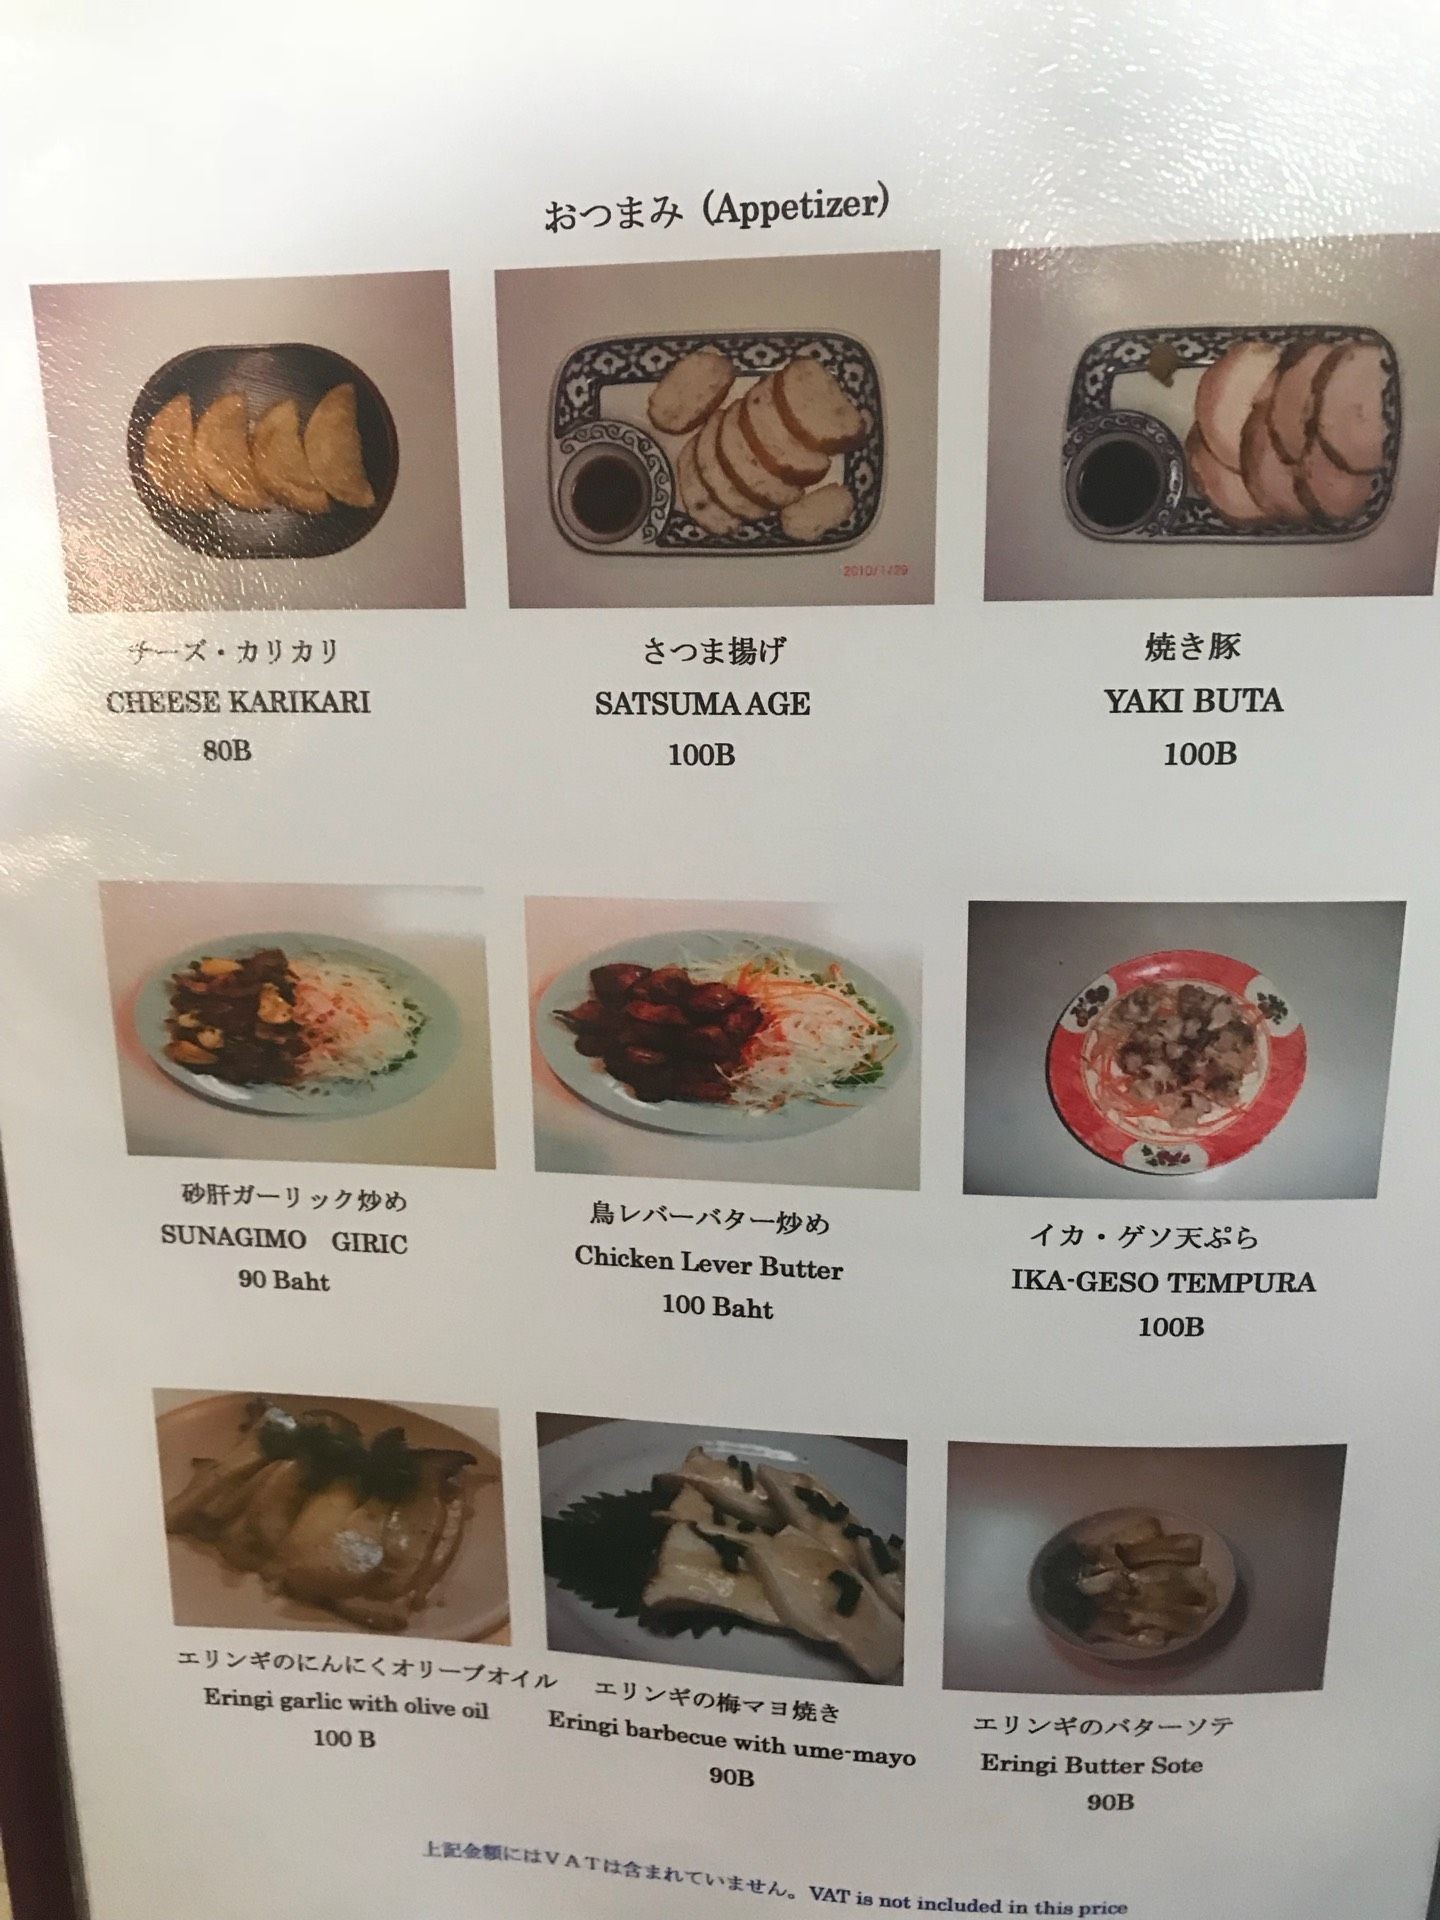 おつまみ (Appetizer)
2010/1/29
チーズ・カリカリ
CHEESE KARIKARI
80B
さつま揚げ
SATSUMA AGE
100B
焼き豚
YAKI BUTA
100B
砂肝ガーリック炒め
SUNAGIMO GIRIC
90 Baht
鳥レバーバター炒め
Chicken Lever Butter
100 Baht
イカ・ゲソ天ぷら
IKA-GESO TEMPURA
100B
エリンギのにんにくオリーブオイル
Eringi garlic with olive oil
100 B
エリンギの梅マヨ焼き
Eringi barbecue with ume-mayo
90B
エリンギのバターソテ
Eringi Butter Sote
90B
上記金額にはＶＡＴは含まれていません。VAT is not included in this price